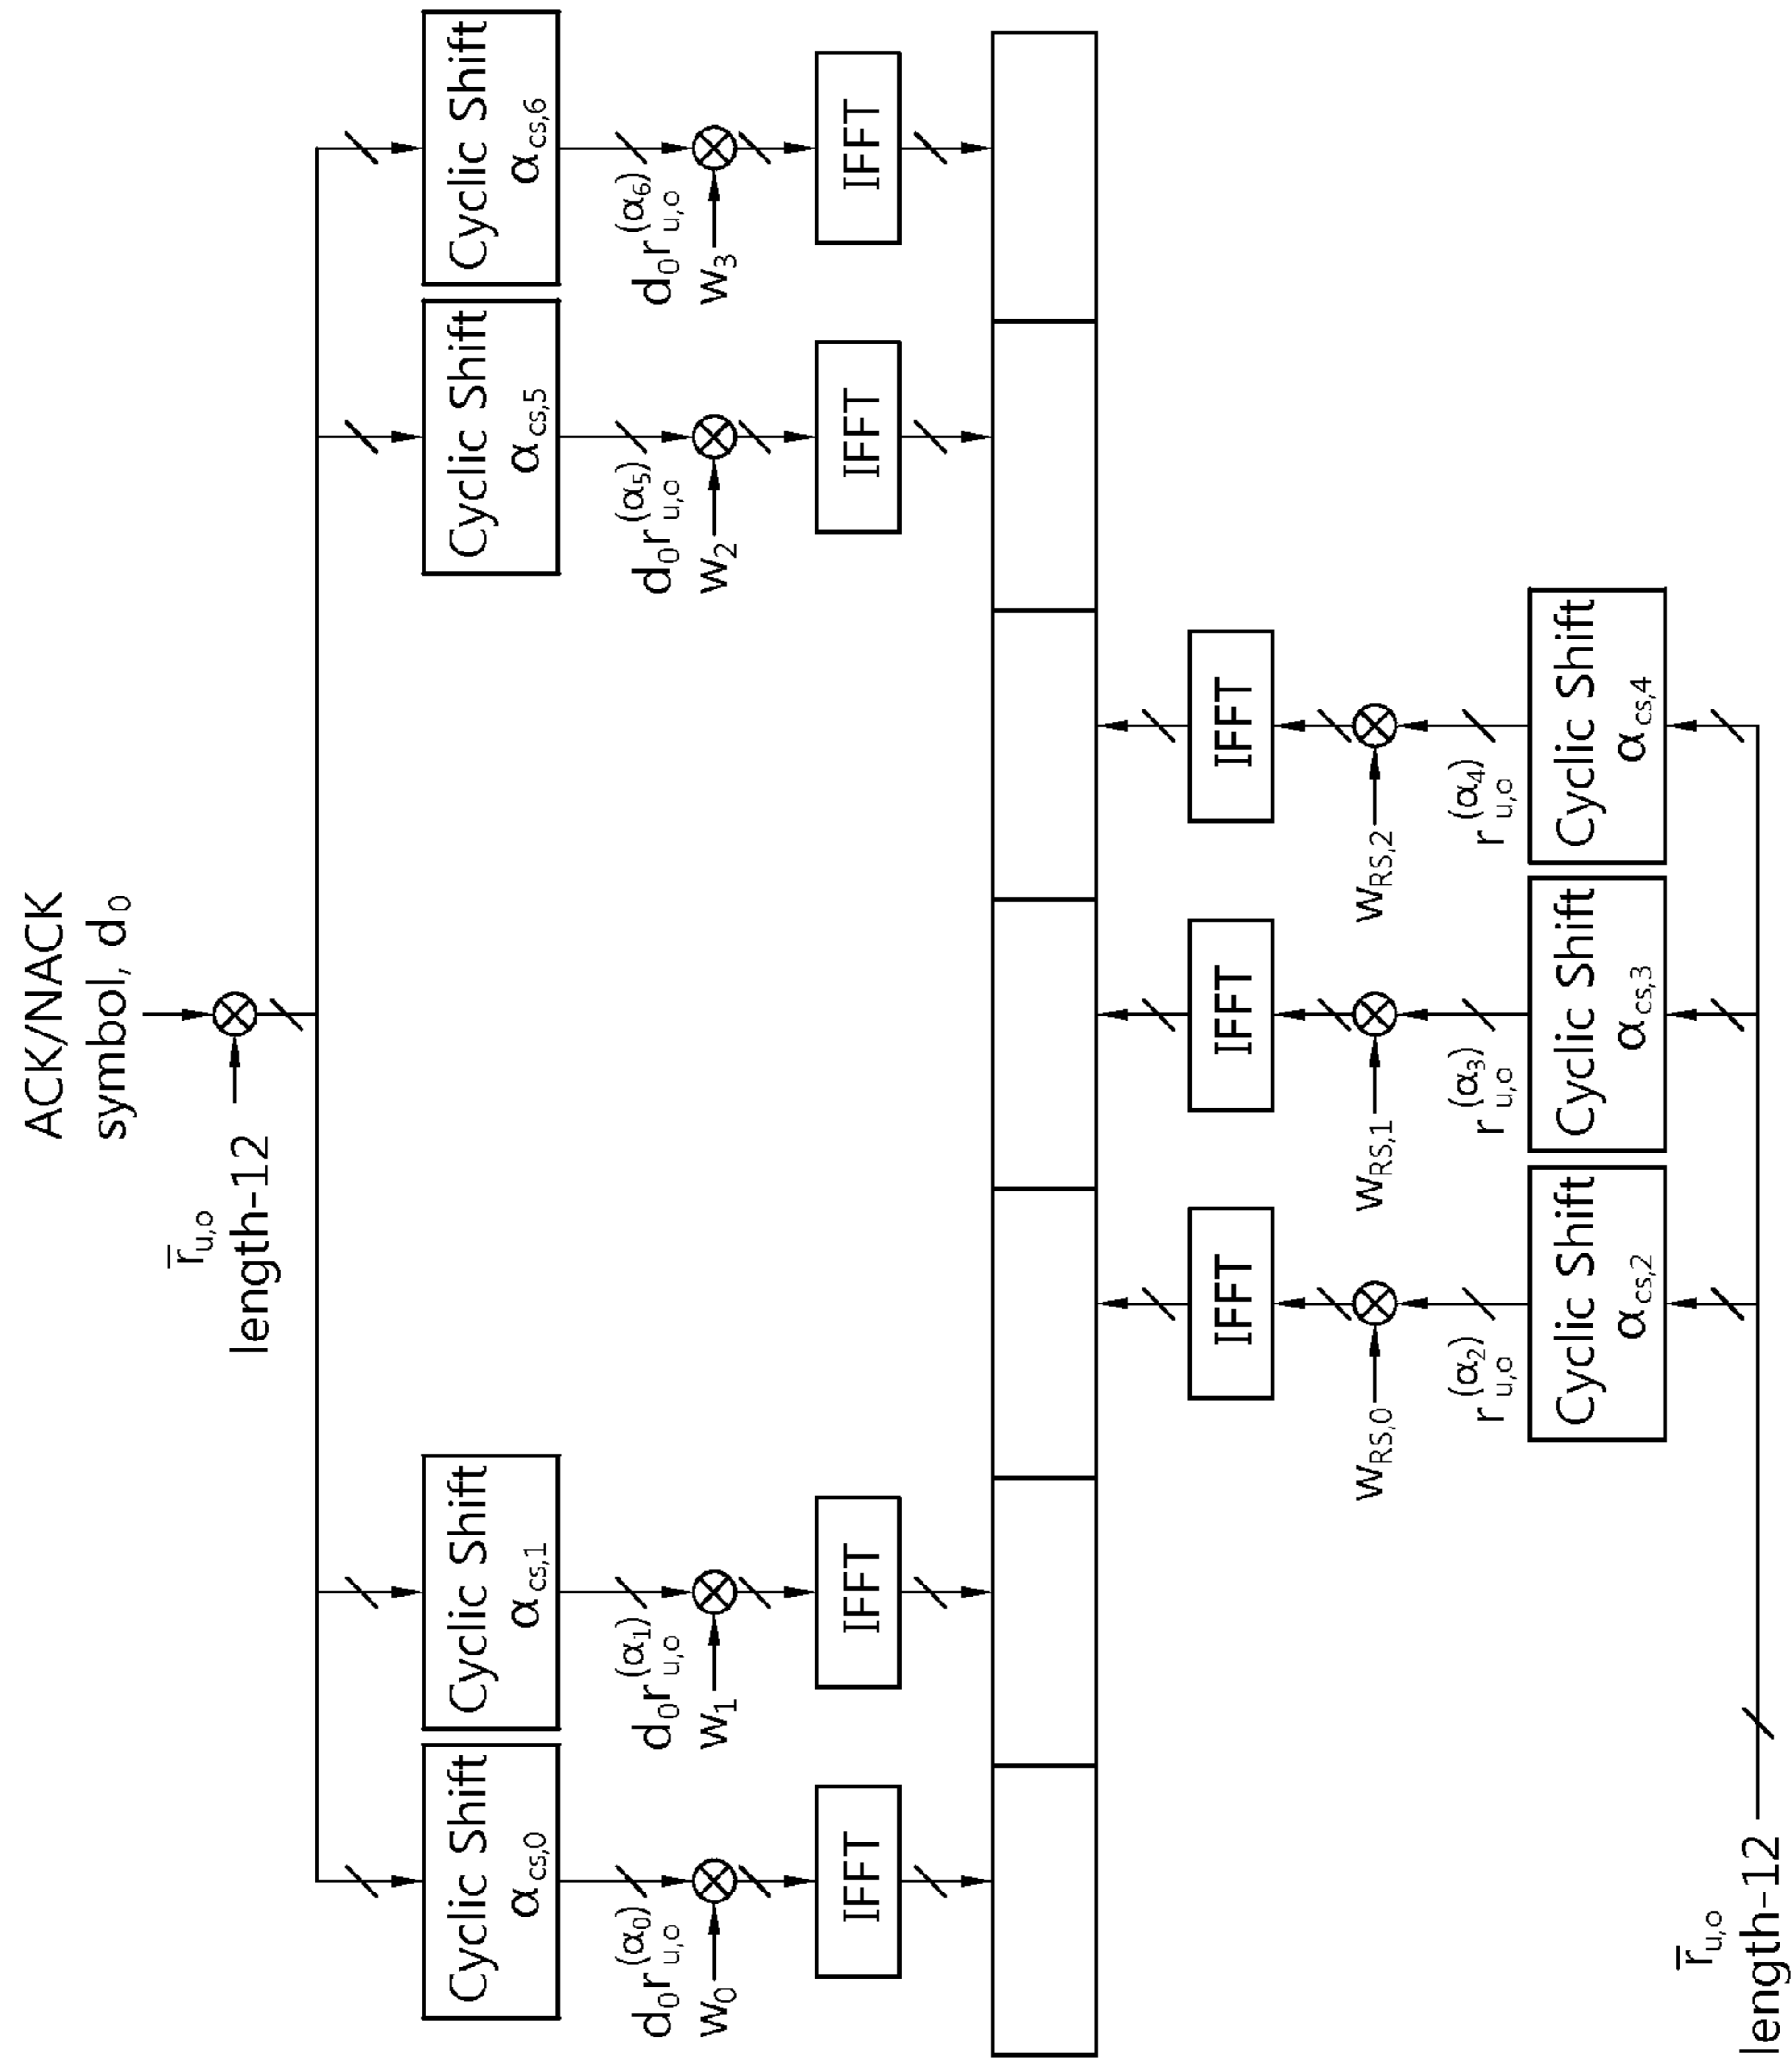 ACK/NACK
symbol, d₀
r̅u,o
length-12
Cyclic Shift
αcs,0
Cyclic Shift
αcs,1
Cyclic Shift
αcs,5
Cyclic Shift
αcs,6
d₀r(α₀)u,o
d₀r(α₁)u,o
d₀r(α₅)u,o
d₀r(α₆)u,o
w₀
w₁
w₂
w₃
IFFT
IFFT
IFFT
IFFT
IFFT
IFFT
IFFT
wRS,0
wRS,1
wRS,2
r(α₂)u,o
r(α₃)u,o
r(α₄)u,o
Cyclic Shift
αcs,2
Cyclic Shift
αcs,3
Cyclic Shift
αcs,4
r̅u,o
length-12